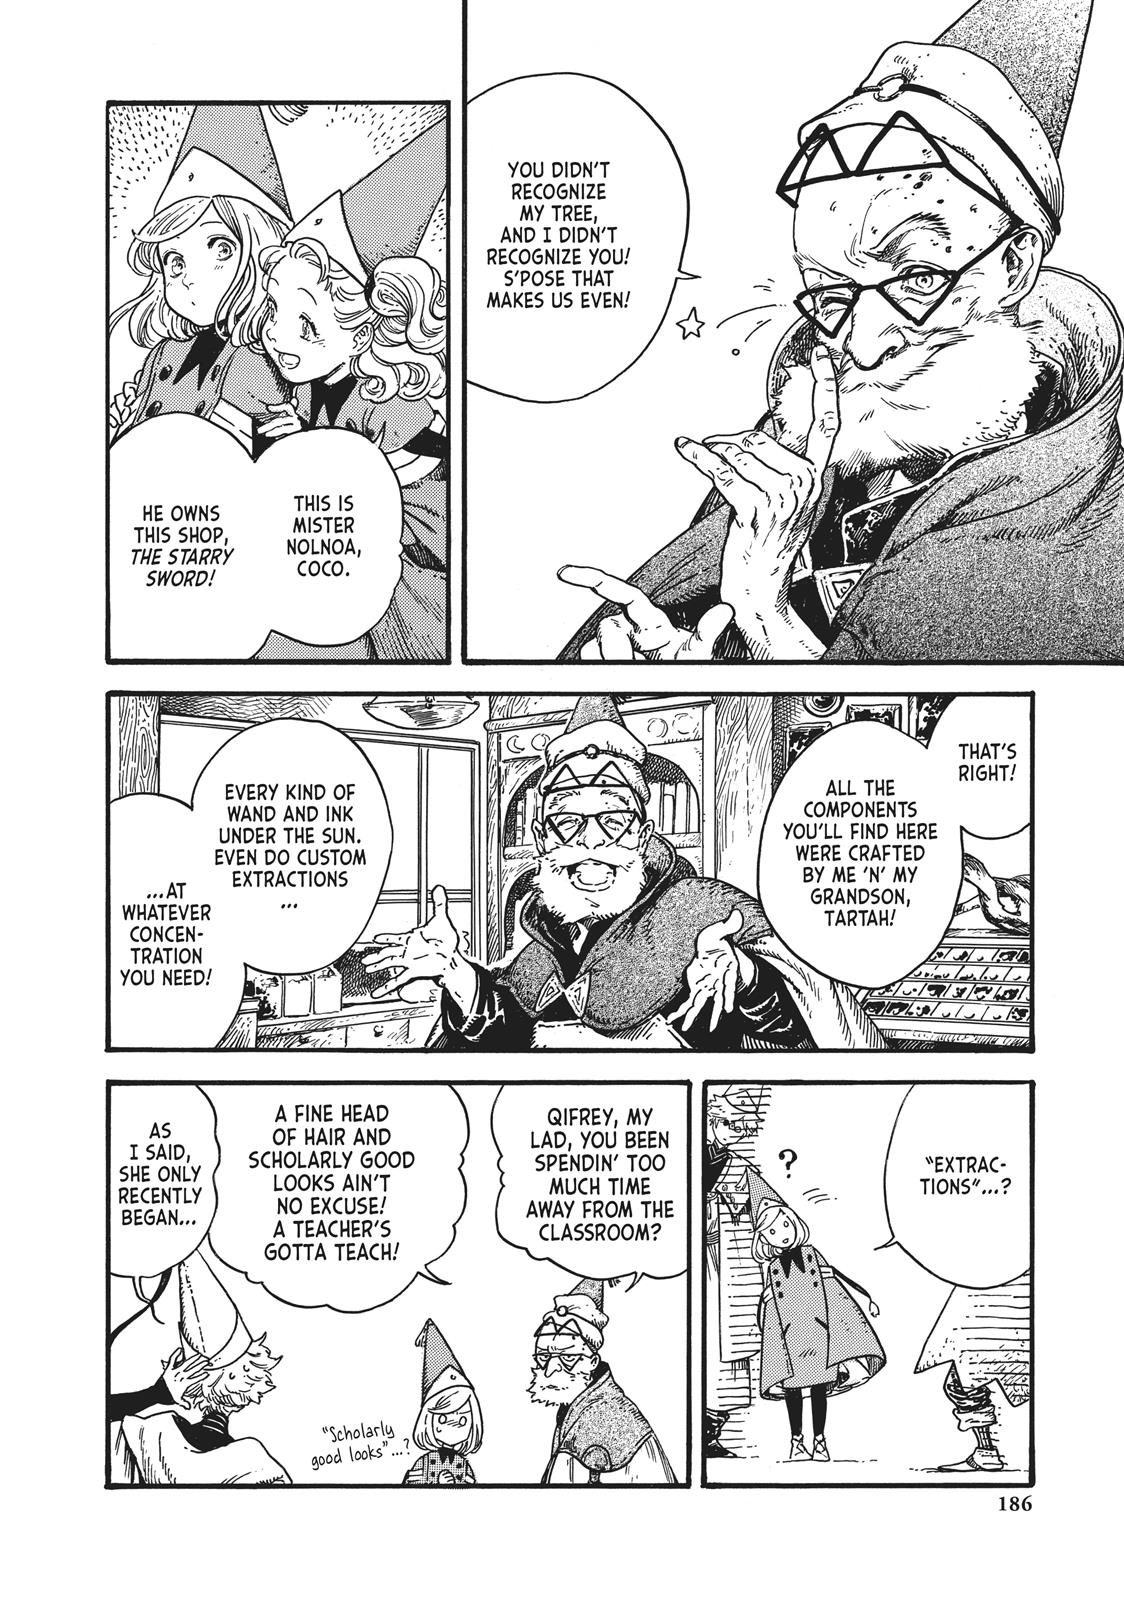 YOU DIDN'T
RECOGNIZE
MY TREE,
AND I DIDN'T
RECOGNIZE YOU!
S'POSE THAT
MAKES US EVEN!
THIS IS
MISTER
NOLNOA,
COCO.
HE OWNS
THIS SHOP,
THE STARRY
SWORD!
THAT'S
RIGHT!
ALL THE
COMPONENTS
YOU'LL FIND HERE
WERE CRAFTED
BY ME 'N' MY
GRANDSON,
TARTAH!
EVERY KIND OF
WAND AND INK
UNDER THE SUN.
EVEN DO CUSTOM
EXTRACTIONS
...
...AT
WHATEVER
CONCEN-
TRATION
YOU NEED!
"EXTRAC-
TIONS"...?
?
QIFREY, MY
LAD, YOU BEEN
SPENDIN' TOO
MUCH TIME
AWAY FROM THE
CLASSROOM?
A FINE HEAD
OF HAIR AND
SCHOLARLY GOOD
LOOKS AIN'T
NO EXCUSE!
A TEACHER'S
GOTTA TEACH!
"Scholarly
good looks"...?
AS
I SAID,
SHE ONLY
RECENTLY
BEGAN...
186